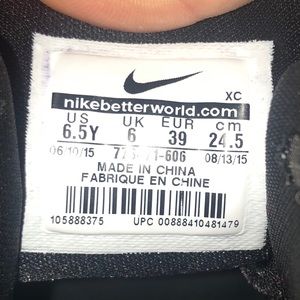 XC
nikebetterworld.com
US UK EUR cm
6.5Y 6 39 24.5
06/10/15 08/13/15
MADE IN CHINA
FABRIQUE EN CHINE
105888375 UPC 00888410481479